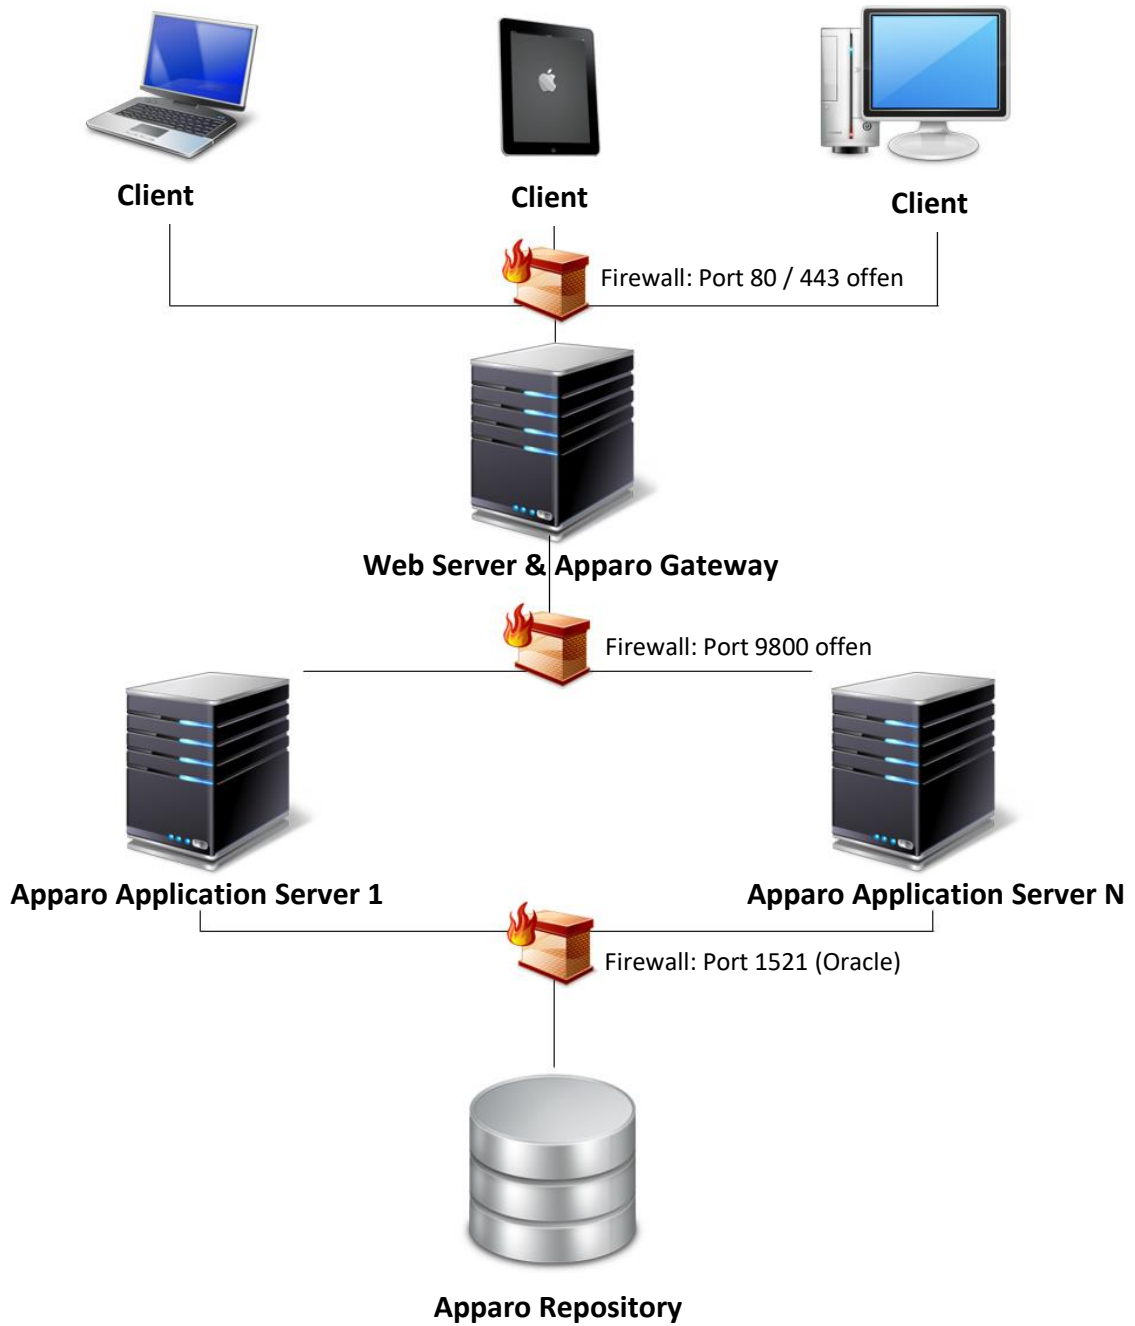 Client
Client
Client
Firewall: Port 80 / 443 offen
Web Server & Apparo Gateway
Firewall: Port 9800 offen
Apparo Application Server 1
Apparo Application Server N
Firewall: Port 1521 (Oracle)
Apparo Repository